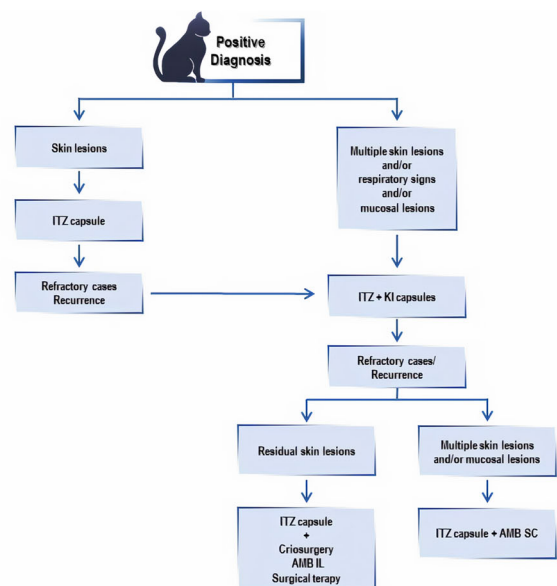 Positive
Diagnosis
Skin lesions
Multiple skin lesions
and/or
respiratory signs
and/or
mucosal lesions
ITZ capsule
Refractory cases
Recurrence
ITZ + KI capsules
Refractory cases/
Recurrence
Residual skin lesions
Multiple skin lesions
and/or mucosal lesions
ITZ capsule
+
Criosurgery
AMB IL
Surgical terapy
ITZ capsule + AMB SC